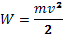 W = mv²/2